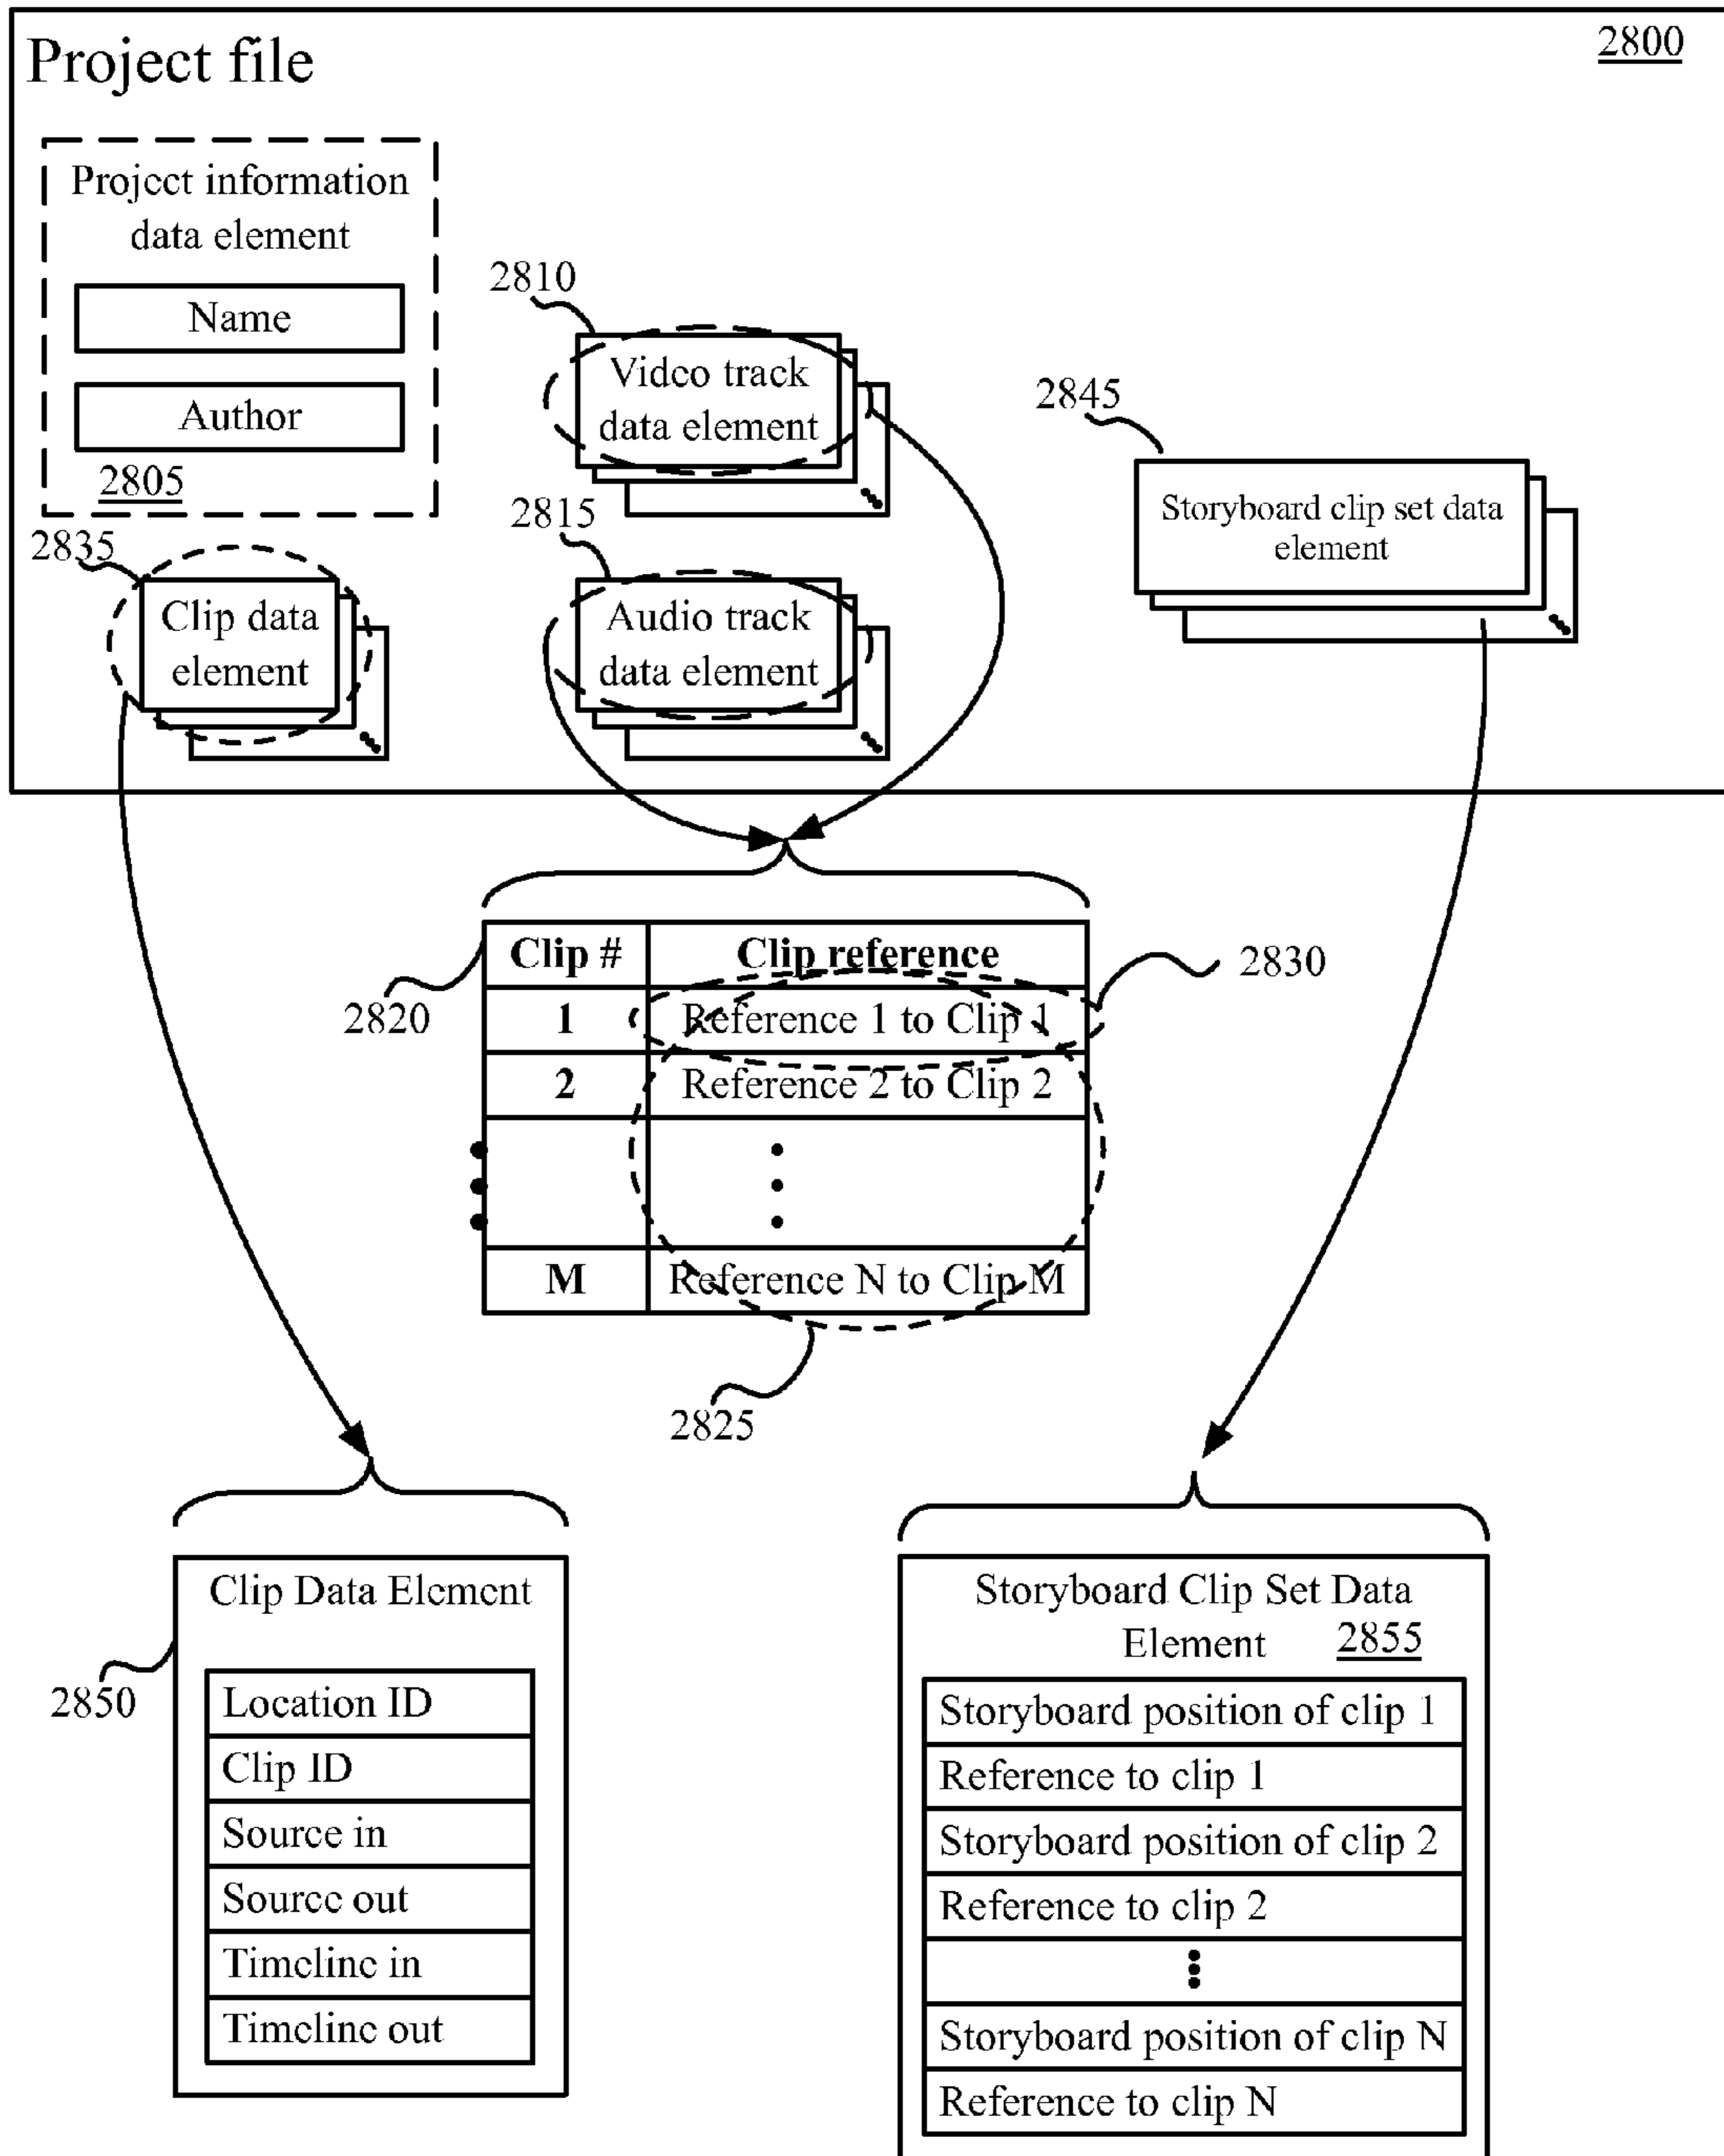 Project file
2800
Project information
data element
Name
Author
2805
2810
Video track
data element
2845
Storyboard clip set data
element
2815
Audio track
data element
2835
Clip data
element
Clip # Clip reference
2830
2820
1 Reference 1 to Clip 1
2 Reference 2 to Clip 2
M Reference N to Clip M
2825
Clip Data Element
2850
Location ID
Clip ID
Source in
Source out
Timeline in
Timeline out
Storyboard Clip Set Data
Element 2855
Storyboard position of clip 1
Reference to clip 1
Storyboard position of clip 2
Reference to clip 2
Storyboard position of clip N
Reference to clip N